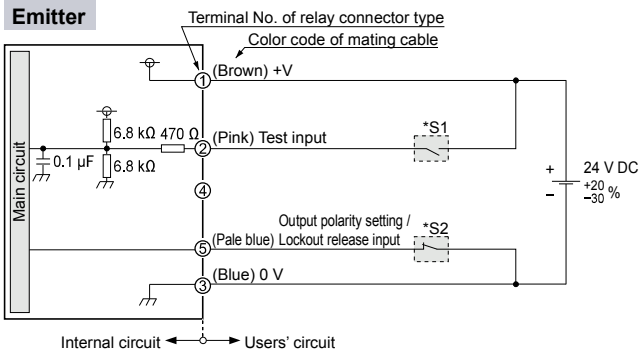 Emitter
Terminal No. of relay connector type
Color code of mating cable
① (Brown) +V
6.8 kΩ 470 Ω
② (Pink) Test input
*S1
0.1 µF
6.8 kΩ
Main circuit
④
+
−
24 V DC
+20
−30 %
Output polarity setting /
*S2
⑤ (Pale blue) Lockout release input
(Blue) 0 V
③
Internal circuit
Users' circuit